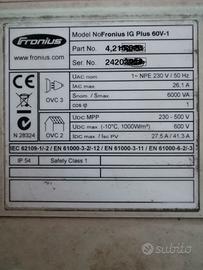 Fronius
www.fronius.com
Model No Fronius IG Plus 60V-1
Part No. 4,21
Ser. No. 2420
N 28324
OVC 3
OVC 2
UAC nom 1~ NPE 230 V / 50 Hz
IAC max 26,1 A
Snom / Smax 6000 VA
cos φ 1
UDC MPP 230 - 500 V
UDC max (-10°C, 1000W/m²) 600 V
IDC max / ISC PV 27.5 A / 41.3 A
IEC 62109-1/-2 / EN 61000-3-2/-12 / EN 61000-3-11 / EN 61000-6-2/-3
IP 54 Safety Class 1
subito